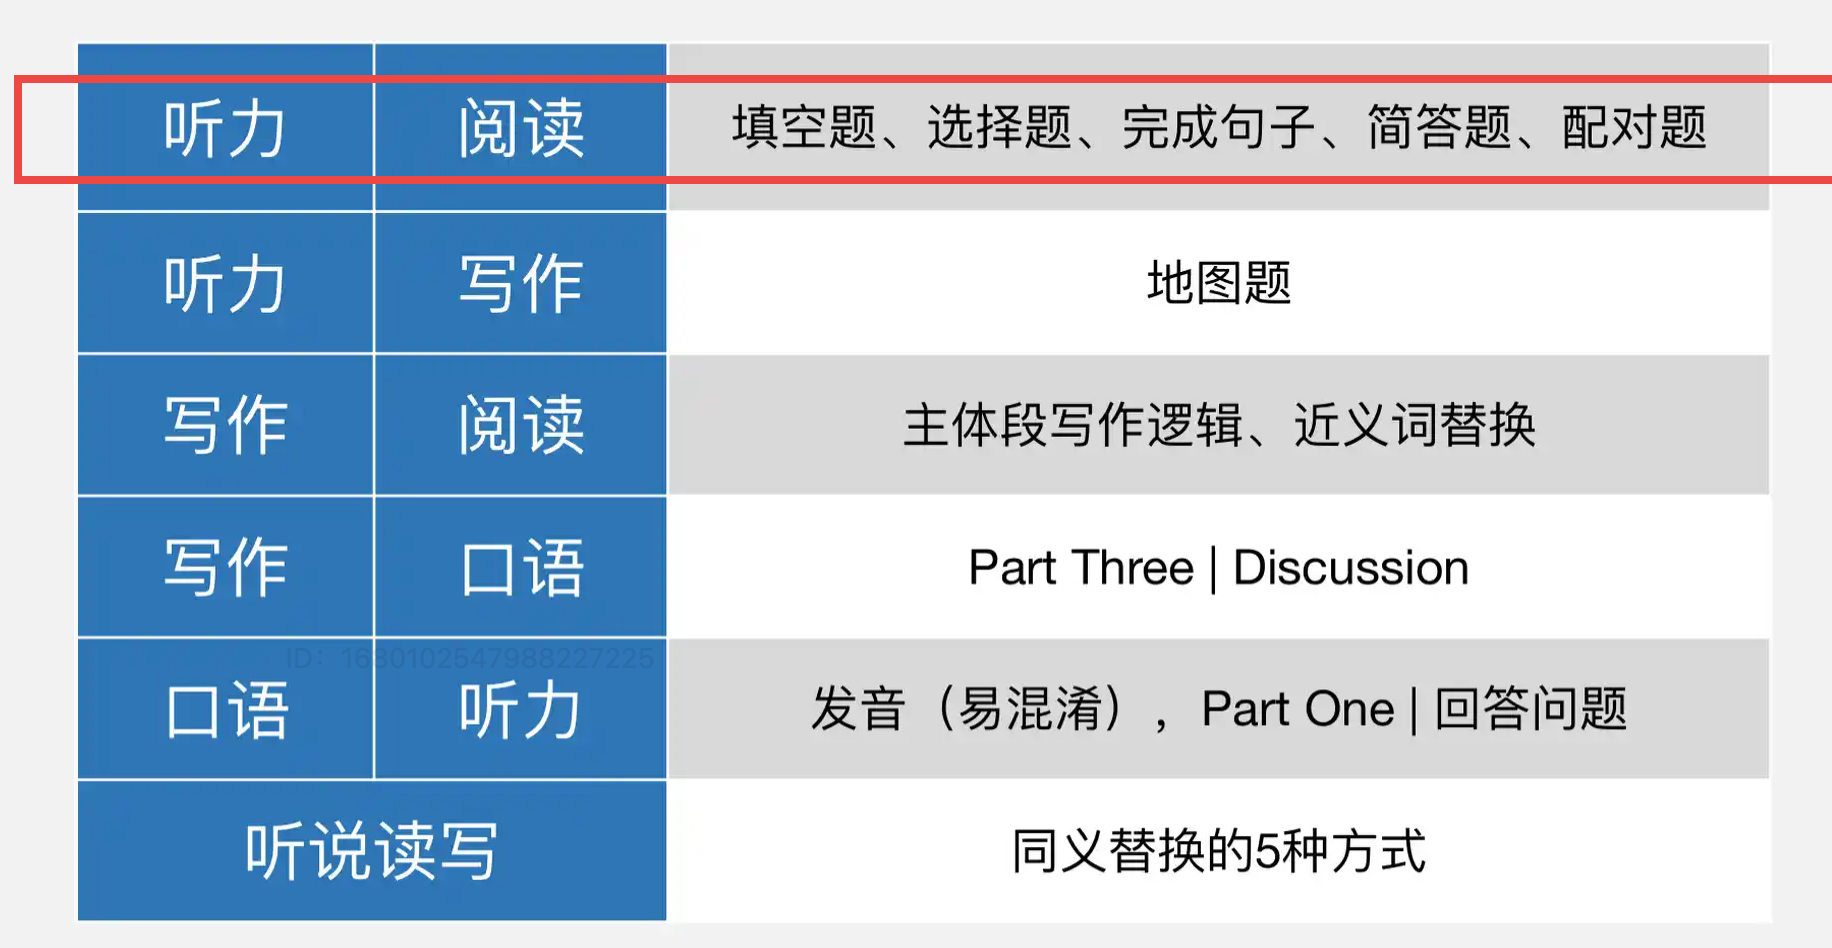 听力 阅读 填空题、选择题、完成句子、简答题、配对题
听力 写作 地图题
写作 阅读 主体段写作逻辑、近义词替换
写作 口语 Part Three | Discussion
ID：1680102547988227225
口语 听力 发音（易混淆），Part One | 回答问题
听说读写 同义替换的5种方式